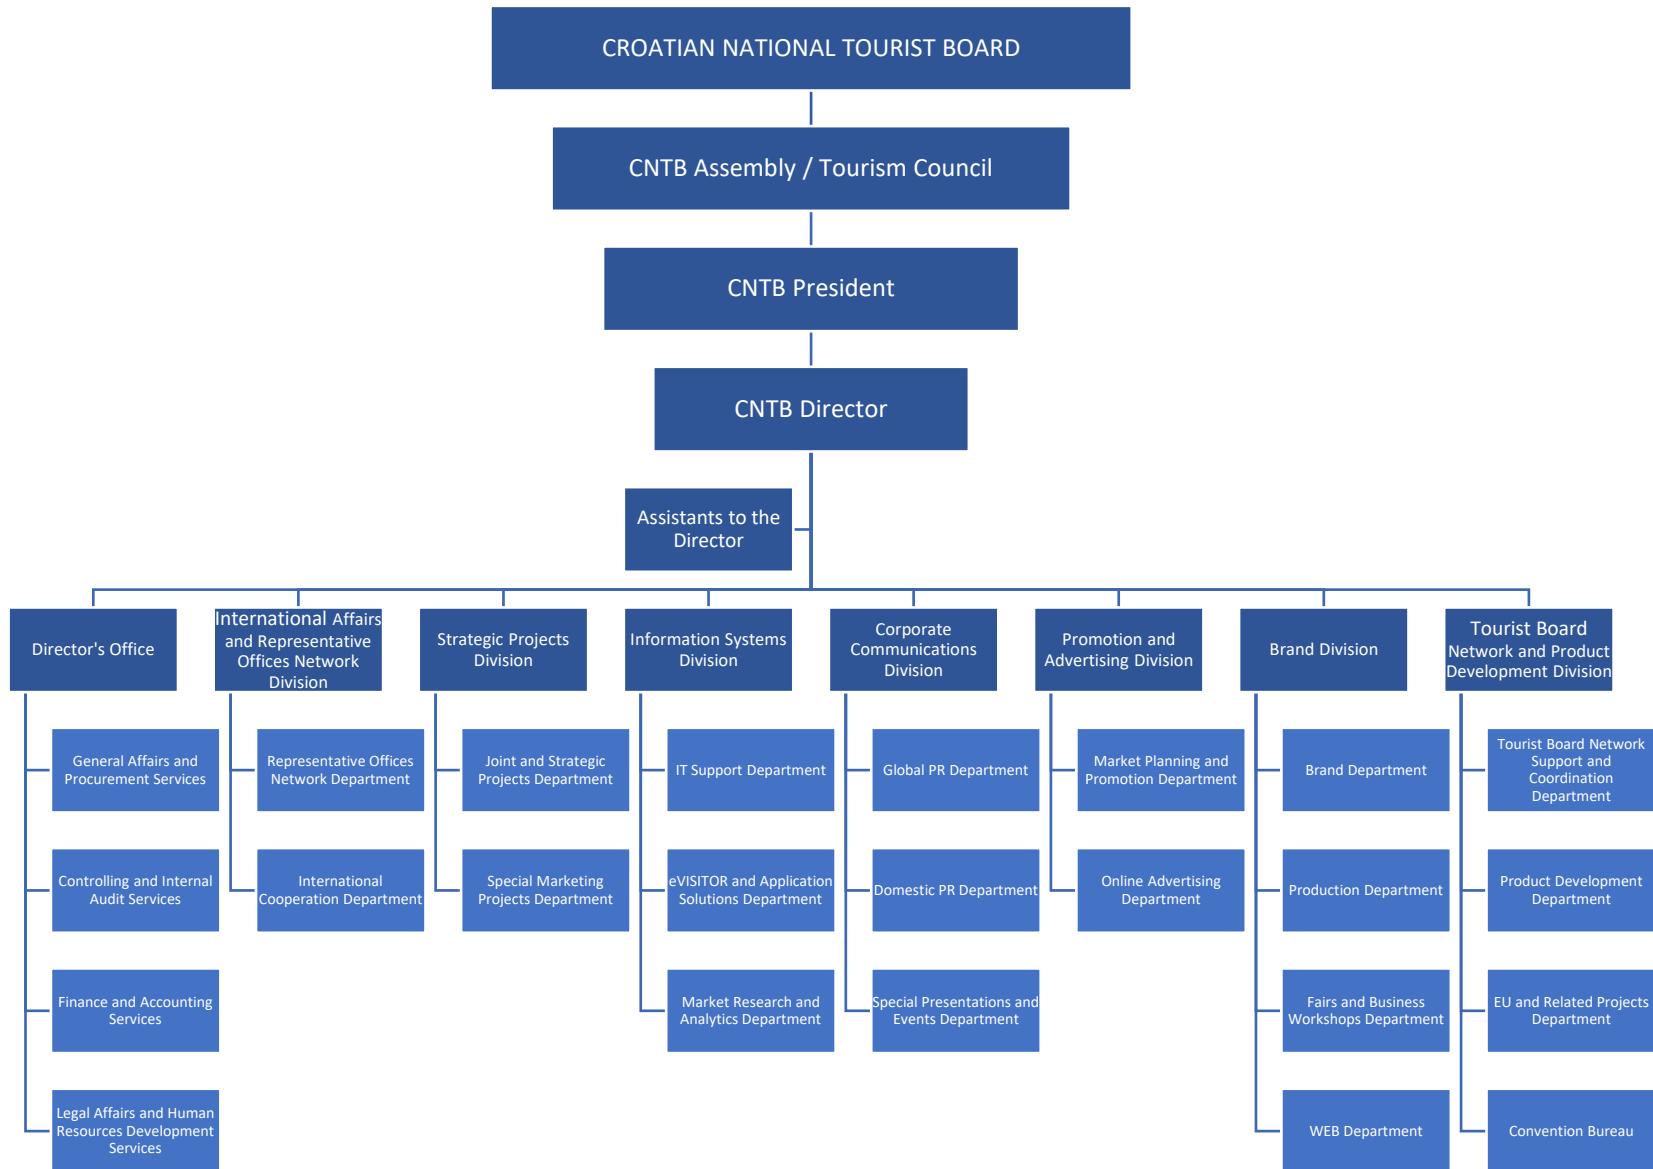 CROATIAN NATIONAL TOURIST BOARD
CNTB Assembly / Tourism Council
CNTB President
CNTB Director
Assistants to the
Director
Director's Office
International Affairs
and Representative
Offices Network
Division
Strategic Projects
Division
Information Systems
Division
Corporate
Communications
Division
Promotion and
Advertising Division
Brand Division
Tourist Board
Network and Product
Development Division
General Affairs and
Procurement Services
Representative Offices
Network Department
Joint and Strategic
Projects Department
IT Support Department
Global PR Department
Market Planning and
Promotion Department
Brand Department
Tourist Board Network
Support and
Coordination
Department
Controlling and Internal
Audit Services
International
Cooperation Department
Special Marketing
Projects Department
eVISITOR and Application
Solutions Department
Domestic PR Department
Online Advertising
Department
Production Department
Product Development
Department
Finance and Accounting
Services
Market Research and
Analytics Department
Special Presentations and
Events Department
Fairs and Business
Workshops Department
EU and Related Projects
Department
Legal Affairs and Human
Resources Development
Services
WEB Department
Convention Bureau